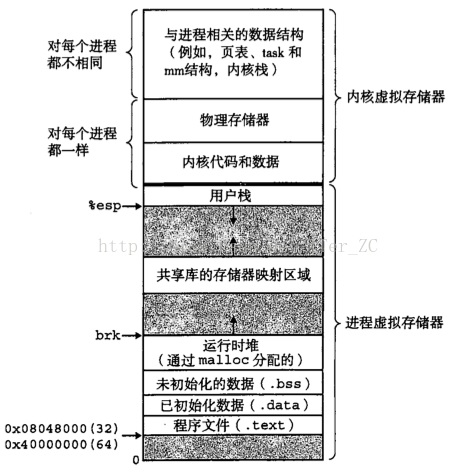 对每个进程
都不相同
与进程相关的数据结构
(例如，页表、task 和
mm结构，内核栈)
对每个进程
都一样
物理存储器
内核代码和数据
内核虚拟存储器
%esp
用户栈
共享库的存储器映射区域
进程虚拟存储器
brk
运行时堆
(通过 malloc 分配的)
未初始化的数据(.bss)
已初始化数据(.data)
程序文件(.text)
0x08048000(32)
0x40000000(64)
0